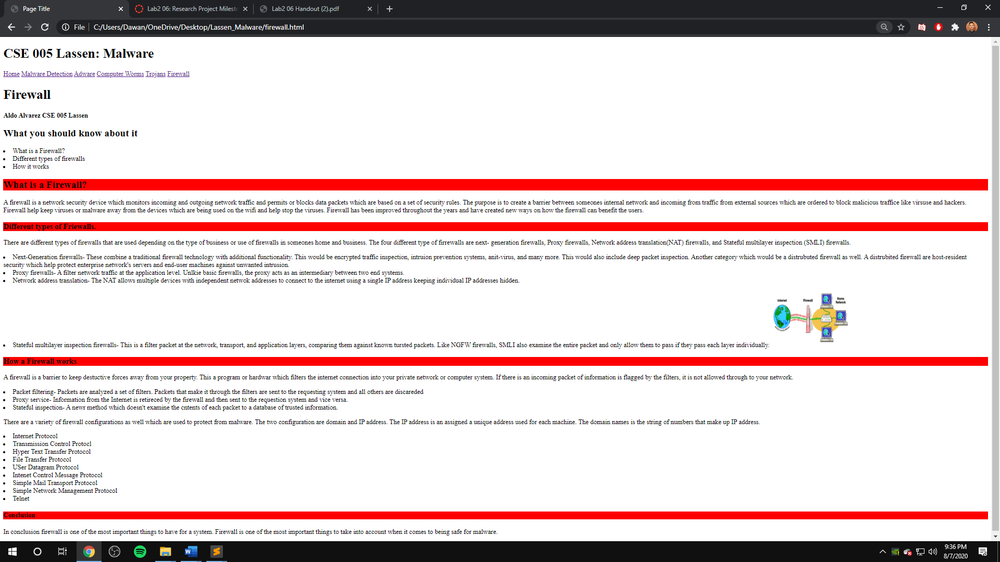 Page Title
Lab2 06: Research Project Milest
Lab2 06 Handout (2).pdf
File
C:/Users/Dawan/OneDrive/Desktop/Lassen_Malware/firewall.html
CSE 005 Lassen: Malware
Home Malware Detection Adware Computer Worms Trojans Firewall
Firewall
Aldo Alvarez CSE 005 Lassen
What you should know about it
• What is a Firewall?
• Different types of firewalls
• How it works
What is a Firewall?
A firewall is a network security device which monitors incoming and outgoing network traffic and permits or blocks data packets which are based on a set of security rules. The purpose is to create a barrier between someones internal network and incoming from traffic from external sources which are ordered to block malicious traffice like virsuse and hackers.
Firewall help keep viruses or malware away from the devices which are being used on the wifi and help stop the viruses. Firewall has been improved throughout the years and have created new ways on how the firewall can benefit the users.
Different types of Friewalls.
There are different types of firewalls that are used depending on the type of business or use of firewalls in someones home and business. The four different type of firrewalls are next- generation firewalls, Proxy firewalls, Network address translation(NAT) firewalls, and Stateful multilayer inspection (SMLI) firewalls.
• Next-Generation firewalls- These combine a traditional firewall technology with additional functionality. This would be encrypted traffic inspection, intruion prevention systems, anit-virus, and many more. This would also include deep packet inspection. Another category which would be a distrubuted firewall as well. A distrubited firewall are host-resident
security which help protect enterprise network's servers and end-user machines against unwanted intrusion.
• Proxy firewalls- A filter network traffic at the application level. Unlkie basic firewalls, the proxy acts as an intermediary between two end systems.
• Network address translation- The NAT allows multiple devices with independent netwok addresses to connect to the internet using a single IP address keeping individual IP addresses hidden.
Internet
Firewall
Home
Network
• Stateful multilayer inspection firewalls- This is a filter packet at the network, transport, and application layers, comparing them against known tursted packets. Like NGFW firewalls, SMLI also examine the entire packet and only allow them to pass if they pass each layer individually.
How a Firewall works
A firewall is a barrier to keep destuctive forces away from your property. This a program or hardwar which filters the internet connection into your private network or computer system. If there is an incoming packet of information is flagged by the filters, it is not allowed through to your network.
• Packet filtering- Packets are analyzed a set of filters. Packets that make it through the filters are sent to the requesting system and all others are discareded
• Proxy service- Information from the Internet is retireced by the firewall and then sent to the requestion system and vice versa.
• Stateful inspection- A newr method which doesn't examine the cntents of each packet to a database of trusted information.
There are a variety of firewall configurations as well which are used to protect from malware. The two configuration are domain and IP address. The IP address is an assigned a unique address used for each machine. The domain names is the string of numbers that make up IP address.
• Internet Protocol
• Transmission Control Protocl
• Hyper Text Transfer Protocol
• File Transfer Protocol
• USer Datagram Protocol
• Intenet Control Message Protocol
• Simple Mail Transport Protocol
• Simple Network Management Protocol
• Telnet
Conclusion
In conclusion firewall is one of the most important things to have for a system. Firewall is one of the most important things to take into account when it comes to being safe for malware.
9:36 PM
8/7/2020